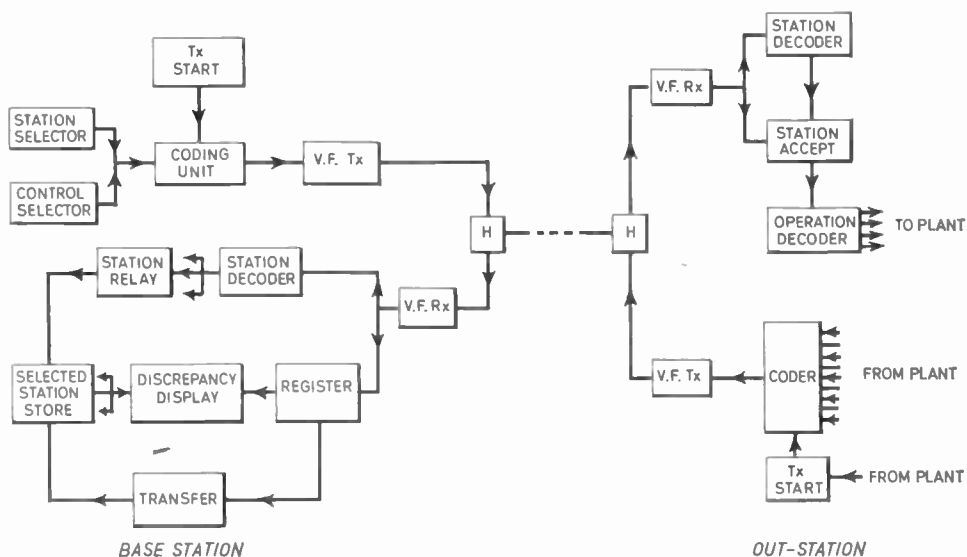 Tx
START
STATION
SELECTOR
CONTROL
SELECTOR
CODING
UNIT
V.F. Tx
H
STATION
RELAY
STATION
DECODER
V.F. Rx
SELECTED
STATION
STORE
DISCREPANCY
DISPLAY
REGISTER
TRANSFER
BASE STATION
STATION
DECODER
V.F. Rx
STATION
ACCEPT
H
OPERATION
DECODER
TO PLANT
V.F. Tx
CODER
FROM PLANT
Tx
START
FROM PLANT
OUT-STATION